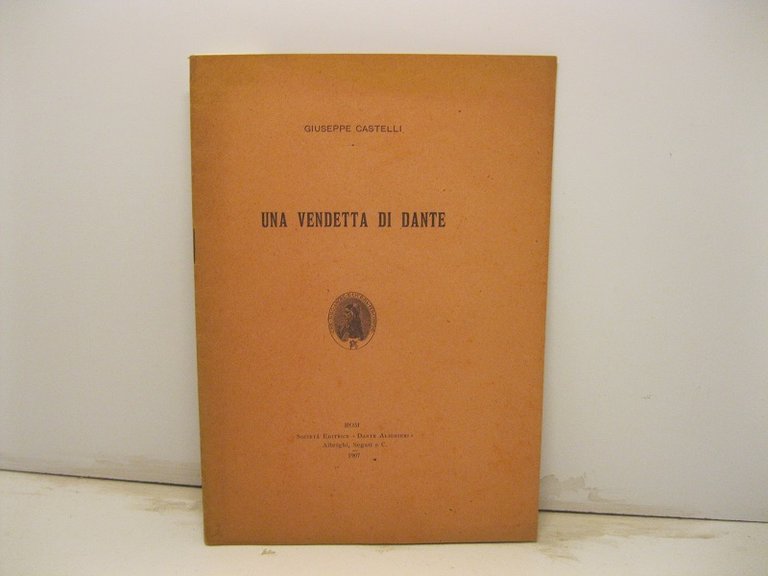 GIUSEPPE CASTELLI
UNA VENDETTA DI DANTE
ROMA
SOCIETÀ EDITRICE «DANTE ALIGHIERI»
Albrighi, Segati e C.
1907